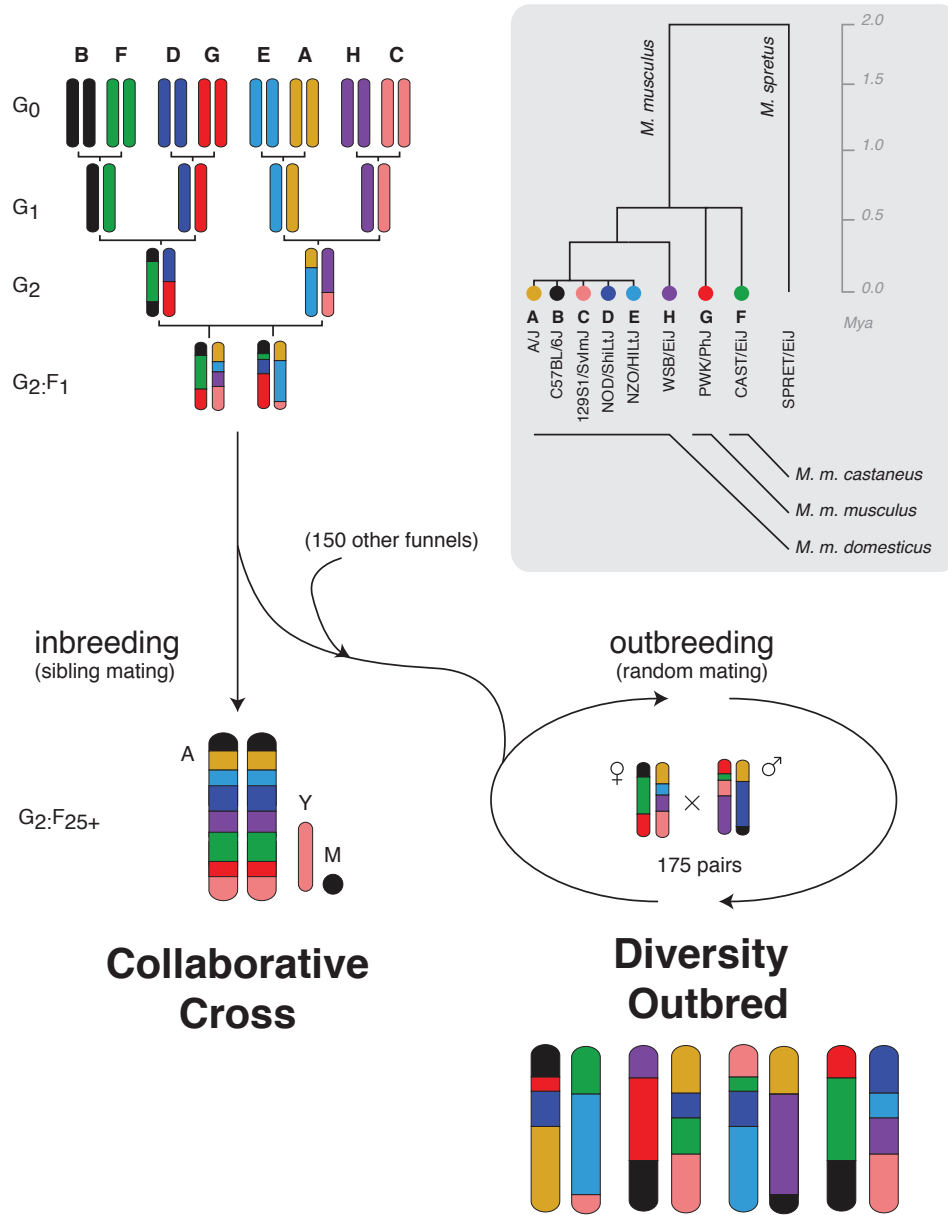 B F D G E A H C
G0
G1
G2
G2:F1
M. musculus
M. spretus
2.0
1.5
1.0
0.5
0.0
Mya
A B C D E H G F
A/J
C57BL/6J
129S1/SvImJ
NOD/ShiLtJ
NZO/HILtJ
WSB/EiJ
PWK/PhJ
CAST/EiJ
SPRET/EiJ
M. m. castaneus
M. m. musculus
M. m. domesticus
(150 other funnels)
inbreeding
(sibling mating)
outbreeding
(random mating)
A
Y
M
G2:F25+
♀ × ♂
175 pairs
Collaborative
Cross
Diversity
Outbred